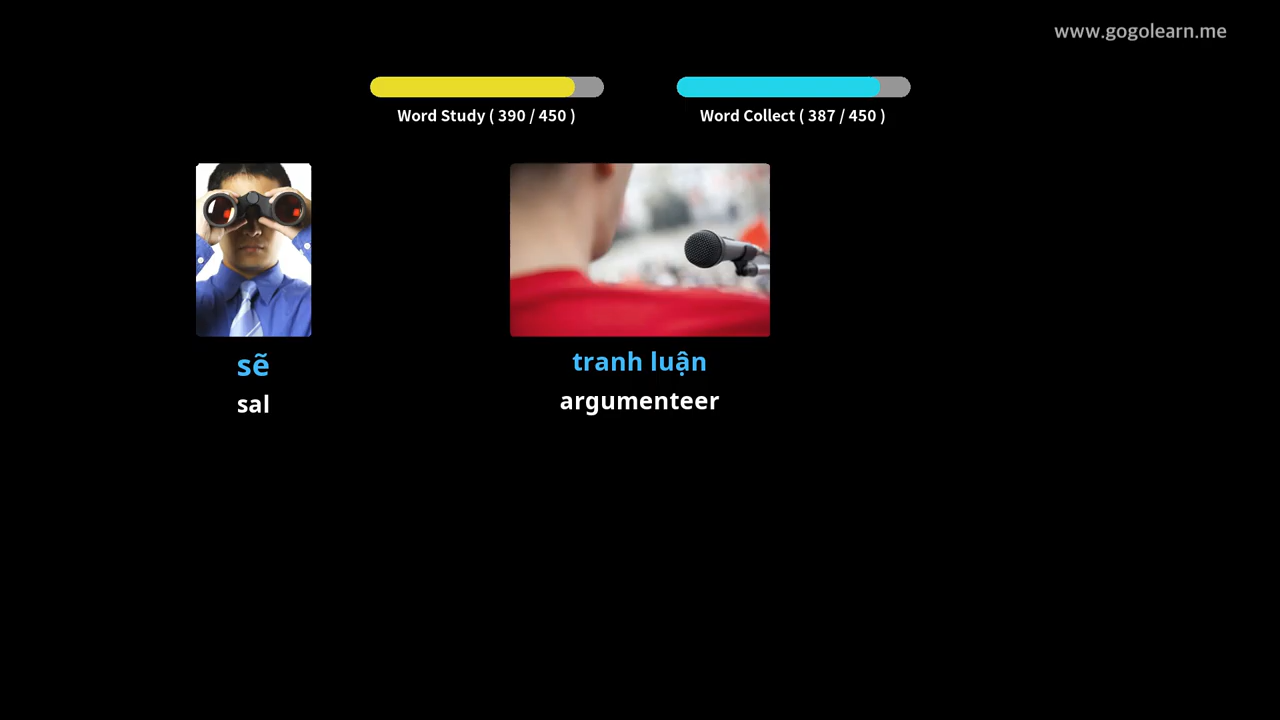 www.gogolearn.me
Word Study ( 390 / 450 )
Word Collect ( 387 / 450 )
sẽ
sal
tranh luận
argumenteer